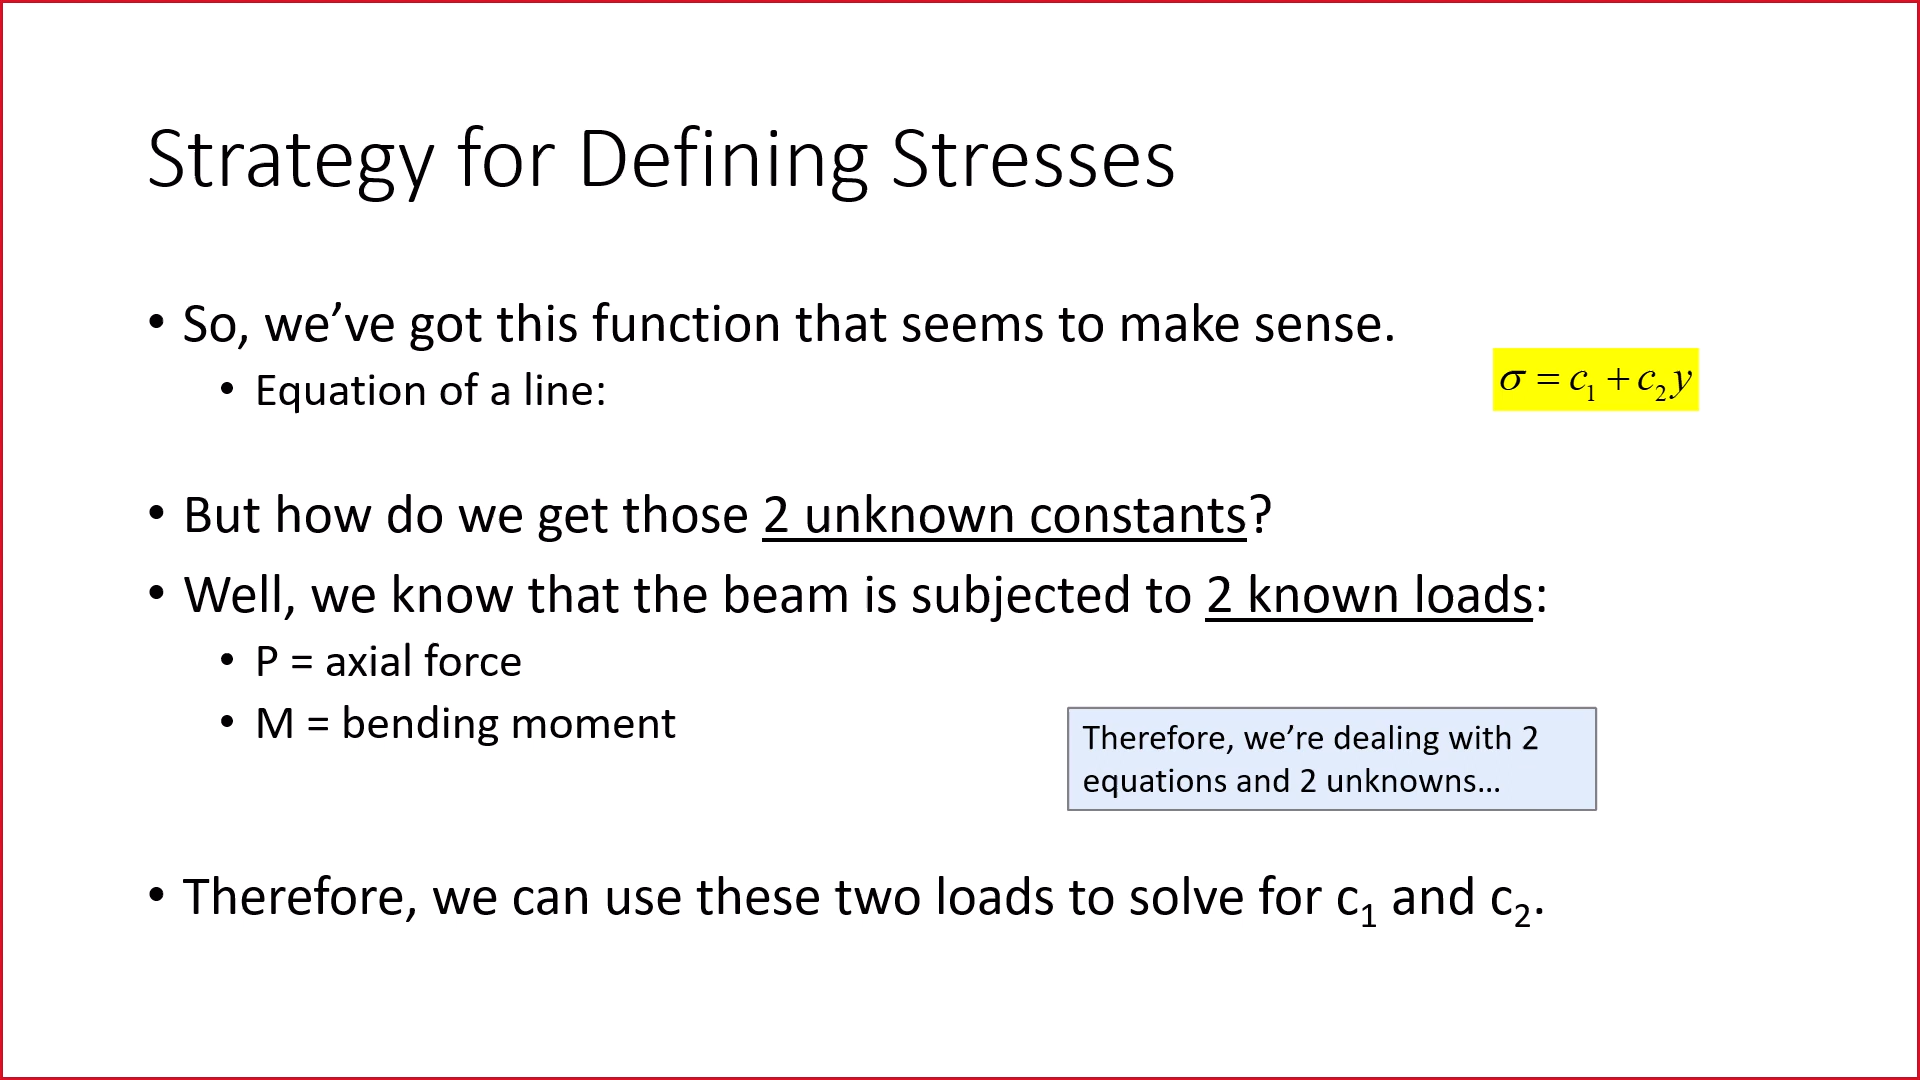 Strategy for Defining Stresses
• So, we’ve got this function that seems to make sense.
• Equation of a line:
σ = c₁ + c₂y
• But how do we get those 2 unknown constants?
• Well, we know that the beam is subjected to 2 known loads:
• P = axial force
• M = bending moment
Therefore, we’re dealing with 2
equations and 2 unknowns…
• Therefore, we can use these two loads to solve for c₁ and c₂.